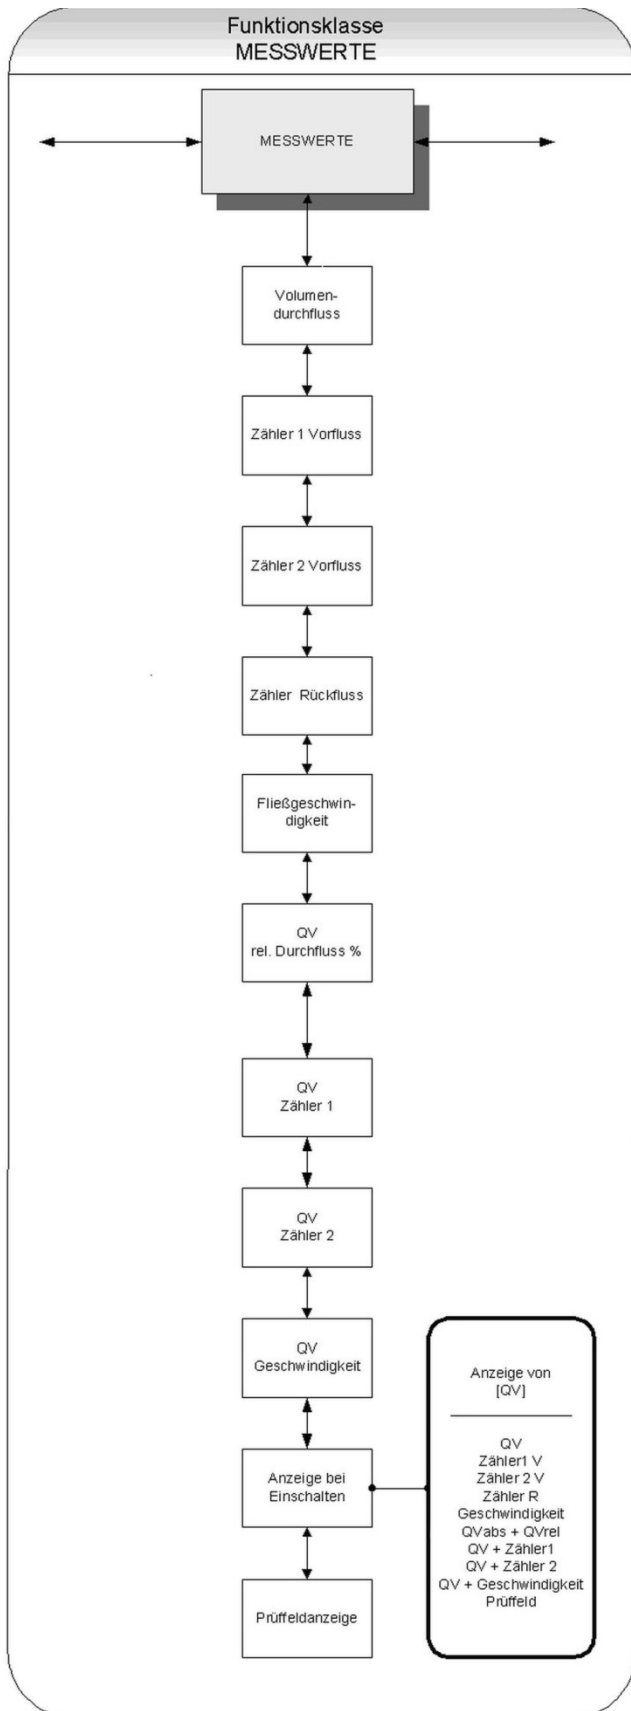 Funktionsklasse
MESSWERTE
MESSWERTE
Volumen-
durchfluss
Zähler 1 Vorfluss
Zähler 2 Vorfluss
Zähler Rückfluss
Fließgeschwin-
digkeit
QV
rel. Durchfluss %
QV
Zähler 1
QV
Zähler 2
QV
Geschwindigkeit
Anzeige bei
Einschalten
Anzeige von
[QV]
QV
Zähler1 V
Zähler 2 V
Zähler R
Geschwindigkeit
QVabs + QVrel
QV + Zähler1
QV + Zähler 2
QV + Geschwindigkeit
Prüffeld
Prüffeldanzeige